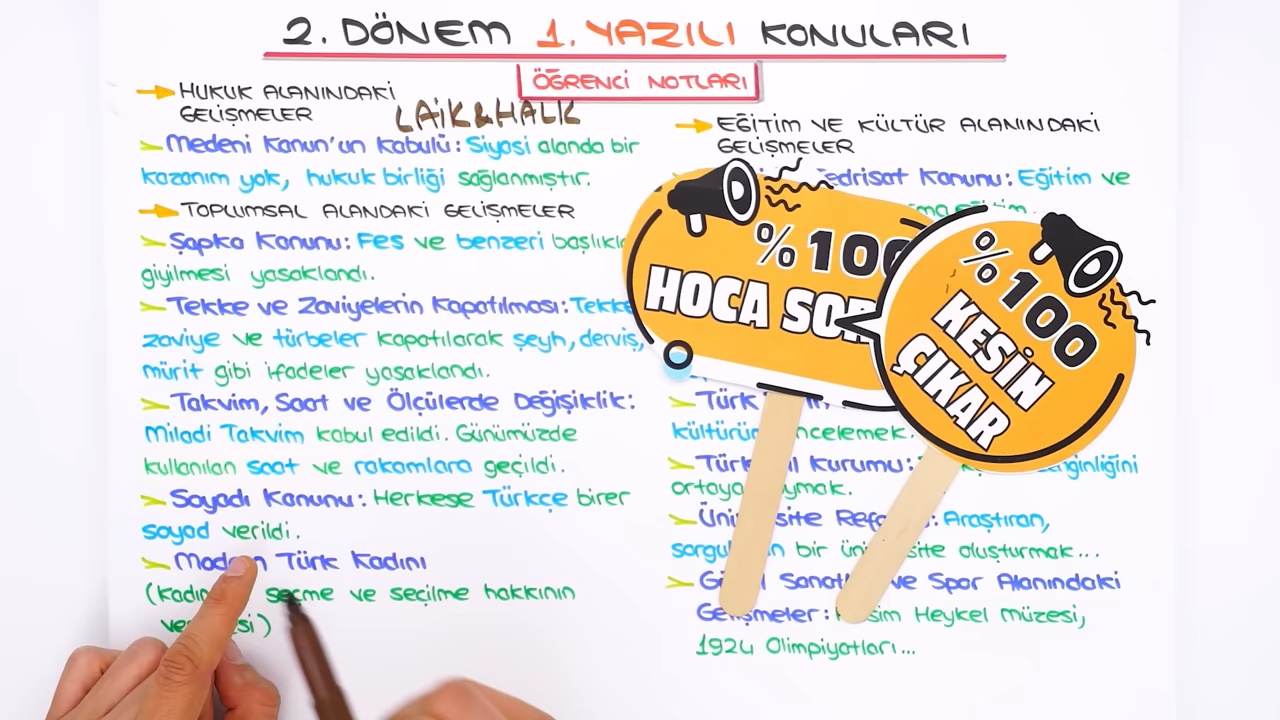 2. DÖNEM 1. YAZILI KONULARI
ÖĞRENCİ NOTLARI
HUKUK ALANINDAKİ
GELİŞMELER
LAİK&HALK
Medeni Kanun'un Kabulü: Siyasi alanda bir
kazanım yok, hukuk birliği sağlanmıştır.
TOPLUMSAL ALANDAKİ GELİŞMELER
Şapka Kanunu: Fes ve benzeri
giyilmesi yasaklandı.
Tekke ve Zaviyelerin Kapatılması:
zaviye ve türbeler kapatılarak şeyh, derviş,
mürit gibi ifadeler yasaklandı.
Takvim, Saat ve Ölçülerde Değişiklik:
Miladi Takvim kabul edildi. Günümüzde
kullanılan saat ve rakamlara geçildi.
Soyadı Kanunu: Herkese Türkçe birer
soyad verildi.
Türk Kadını
seçme ve seçilme hakkının
EĞİTİM VE KÜLTÜR ALANINDAKİ
GELİŞMELER
Kanunu: Eğitim ve
Türk
Kurumu:
Araştıran,
bir
oluşturmak...
ve Spor Alanındaki
Heykel müzesi,
1924 Olimpiyatları...
%100
HOCA
%100
KESİN
ÇIKAR